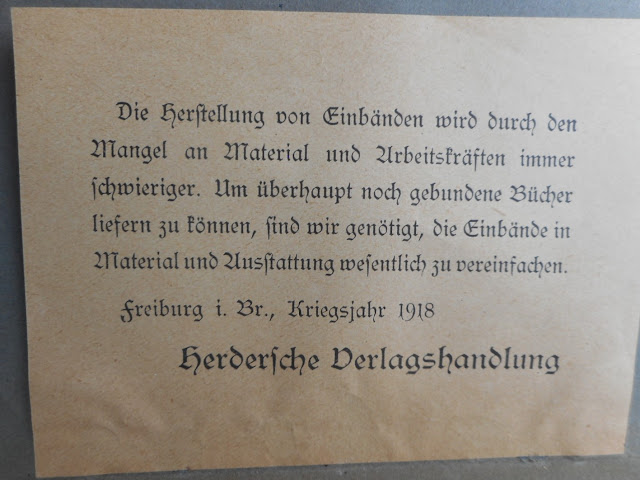 Die Herſtellung von Einbänden wird durch den
Mangel an Material und Arbeitskräften immer
ſchwieriger. Um überhaupt noch gebundene Bücher
liefern zu können, ſind wir genötigt, die Einbände in
Material und Ausſtattung weſentlich zu vereinfachen.
Freiburg i. Br., Kriegsjahr 1918
Herderſche Verlagshandlung